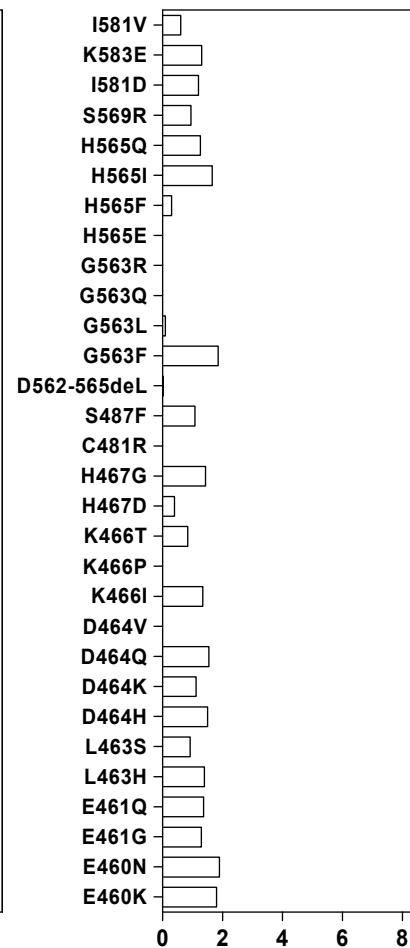 I581V
K583E
I581D
S569R
H565Q
H565I
H565F
H565E
G563R
G563Q
G563L
G563F
D562-565deL
S487F
C481R
H467G
H467D
K466T
K466P
K466I
D464V
D464Q
D464K
D464H
L463S
L463H
E461Q
E461G
E460N
E460K
0 2 4 6 8